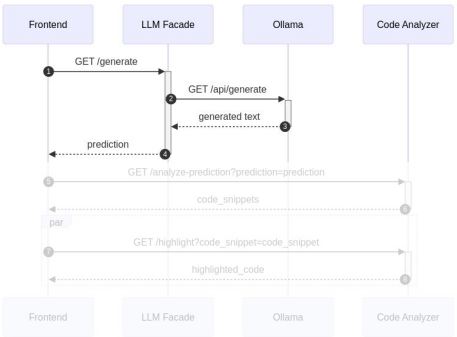 Frontend LLM Facade Ollama Code Analyzer
1 GET /generate
2 GET /api/generate
generated text 3
prediction 4
5 GET /analyze-prediction?prediction=prediction
code_snippets 6
par
7 GET /highlight?code_snippet=code_snippet
highlighted_code 8
Frontend LLM Facade Ollama Code Analyzer